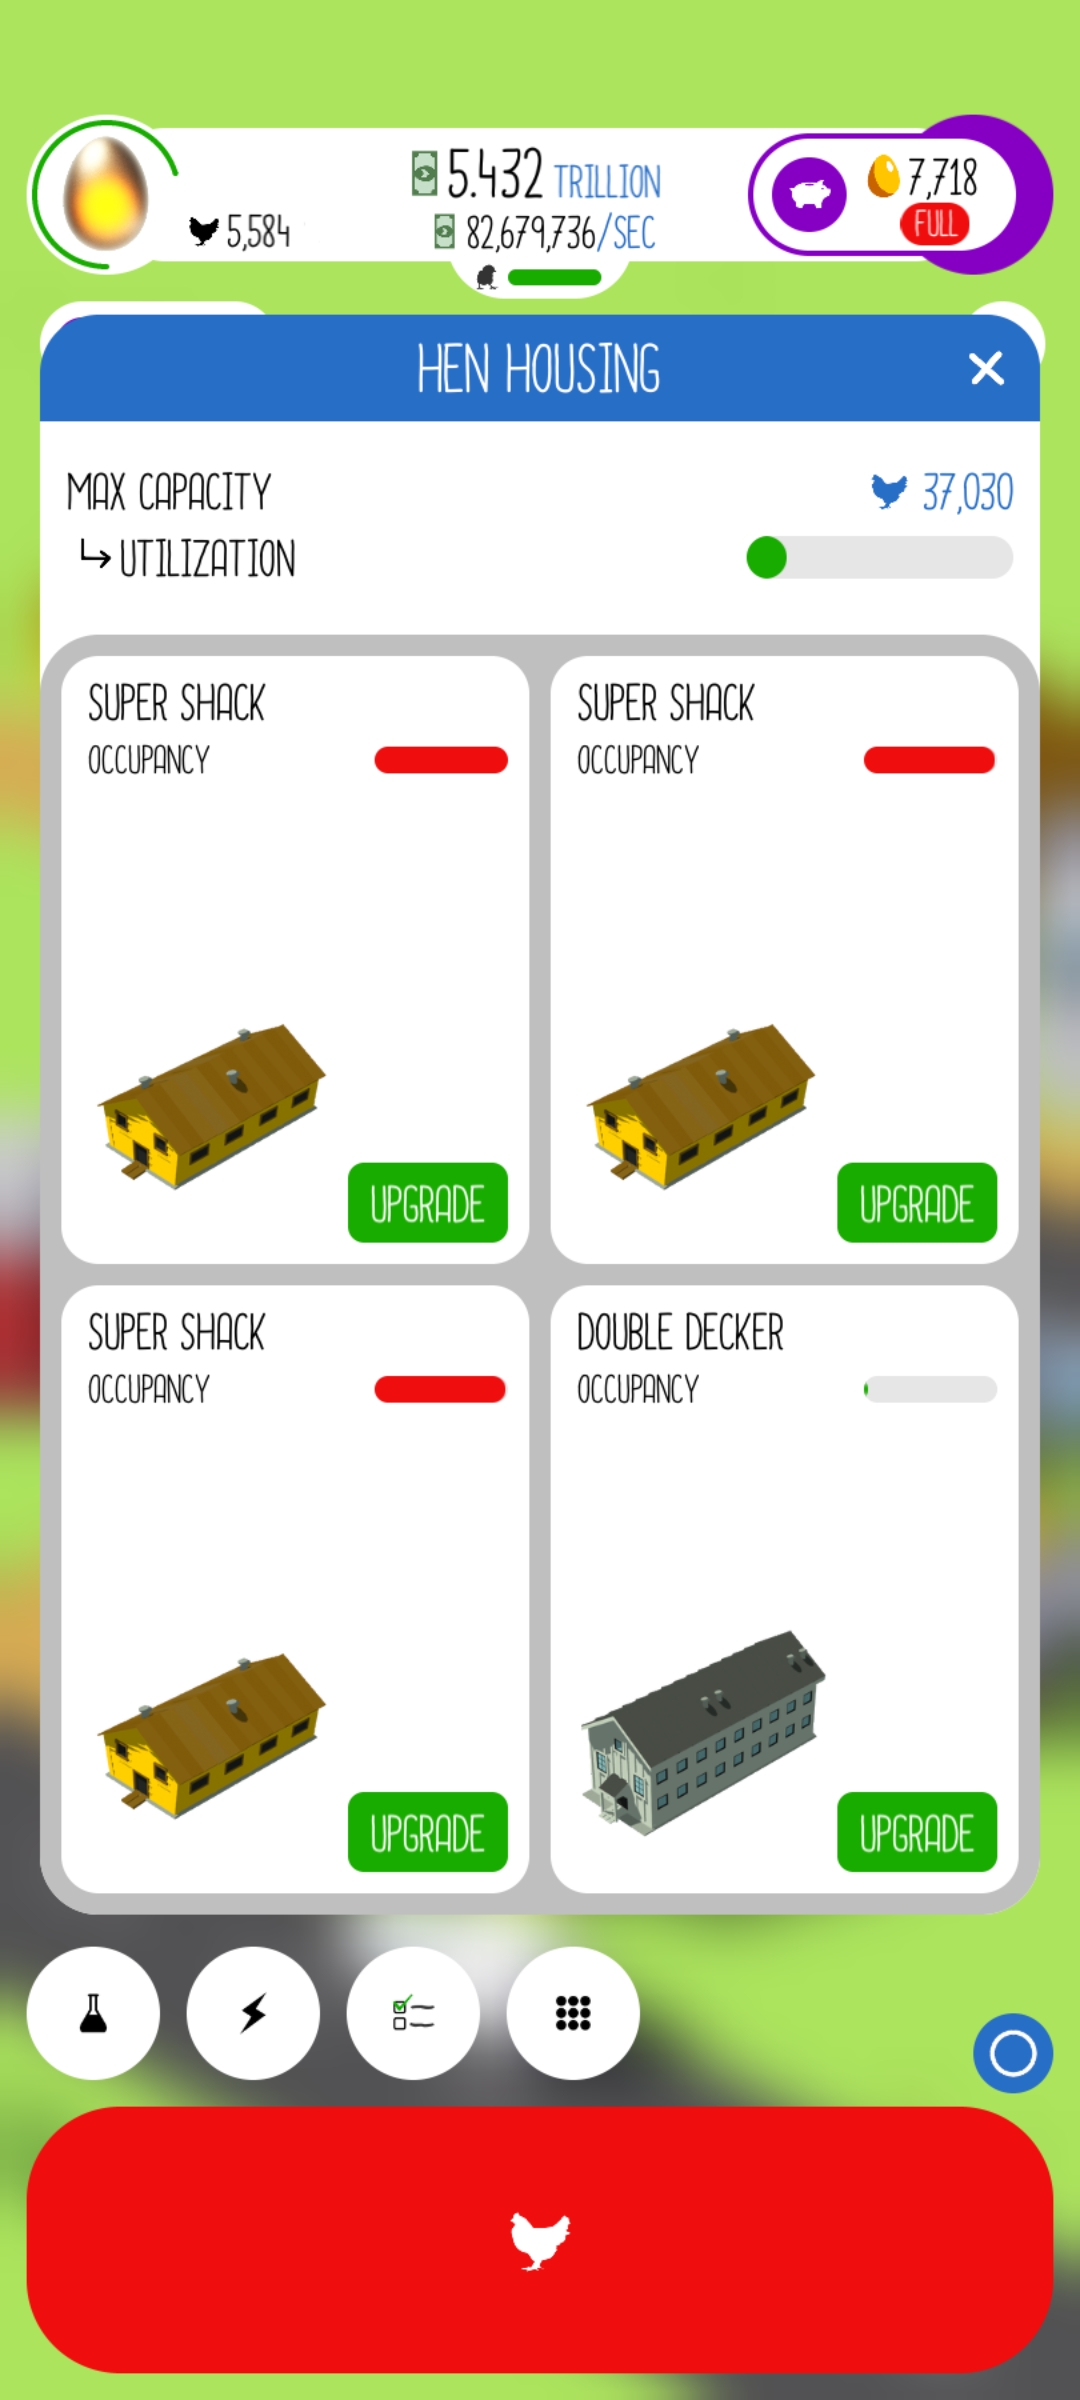 5.432 TRILLION
7,718
5,584
82,679,736/SEC
FULL
HEN HOUSING
MAX CAPACITY
37,030
UTILIZATION
SUPER SHACK
OCCUPANCY
UPGRADE
SUPER SHACK
OCCUPANCY
UPGRADE
SUPER SHACK
OCCUPANCY
UPGRADE
DOUBLE DECKER
OCCUPANCY
UPGRADE